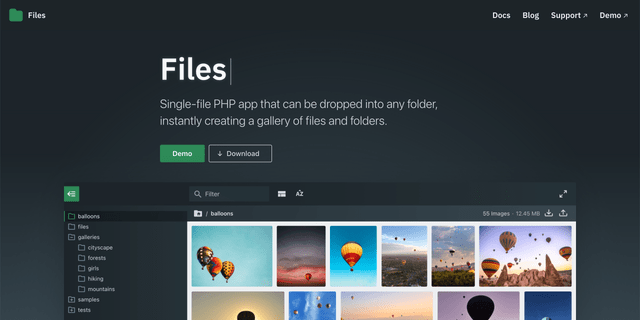 Files
Docs
Blog
Support ↗
Demo ↗
Files
Single-file PHP app that can be dropped into any folder,
instantly creating a gallery of files and folders.
Demo
↓ Download
Filter
AZ
balloons
/ balloons
55 images · 12.45 MB
files
galleries
cityscape
forests
girls
hiking
mountains
samples
tests